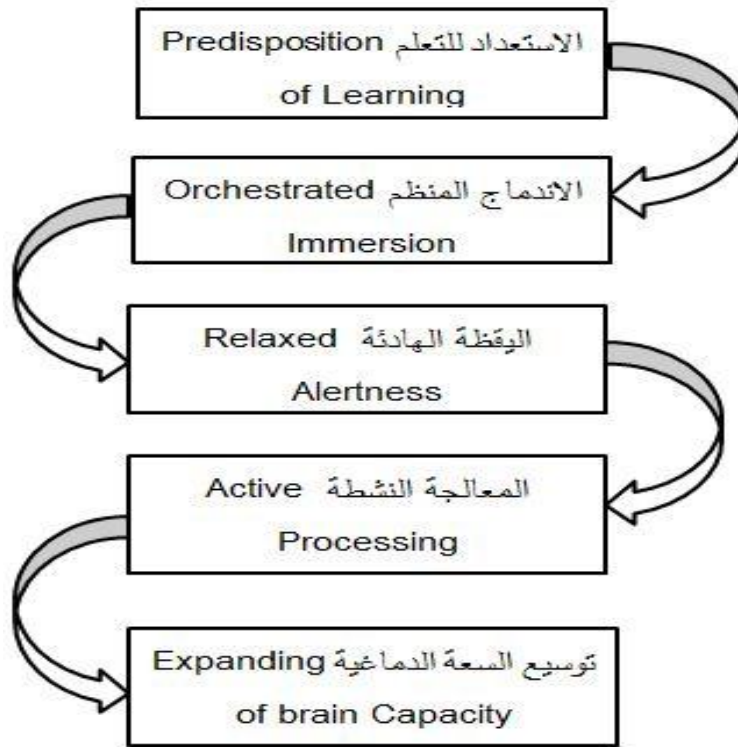 الاستعداد للتعلم Predisposition
of Learning
الاندماج المنظم Orchestrated
Immersion
اليقظة الهادئة Relaxed
Alertness
المعالجة النشطة Active
Processing
توسيع السعة الدماغية Expanding
of brain Capacity